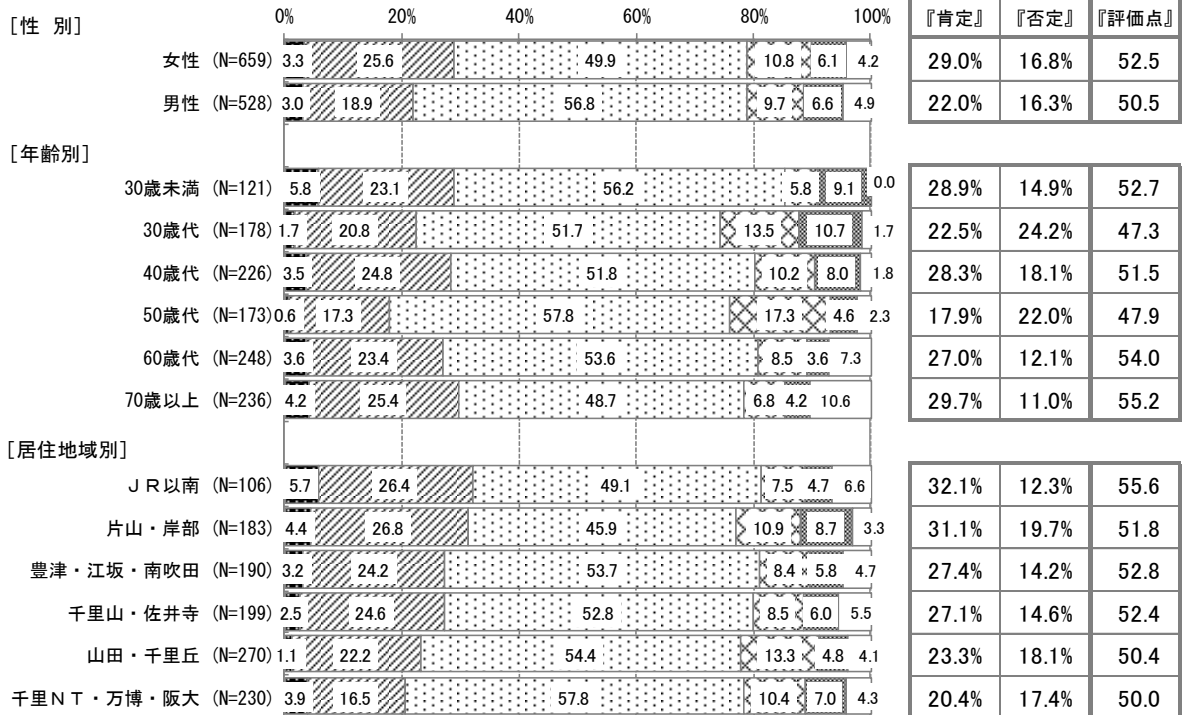 0% 20% 40% 60% 80% 100% 『肯定』 『否定』 『評価点』
［性 別］
女性 (N=659) 3.3 25.6 49.9 10.8 6.1 4.2 29.0% 16.8% 52.5
男性 (N=528) 3.0 18.9 56.8 9.7 6.6 4.9 22.0% 16.3% 50.5
［年齢別］
30歳未満 (N=121) 5.8 23.1 56.2 5.8 9.1 0.0 28.9% 14.9% 52.7
30歳代 (N=178) 1.7 20.8 51.7 13.5 10.7 1.7 22.5% 24.2% 47.3
40歳代 (N=226) 3.5 24.8 51.8 10.2 8.0 1.8 28.3% 18.1% 51.5
50歳代 (N=173) 0.6 17.3 57.8 17.3 4.6 2.3 17.9% 22.0% 47.9
60歳代 (N=248) 3.6 23.4 53.6 8.5 3.6 7.3 27.0% 12.1% 54.0
70歳以上 (N=236) 4.2 25.4 48.7 6.8 4.2 10.6 29.7% 11.0% 55.2
［居住地域別］
ＪＲ以南 (N=106) 5.7 26.4 49.1 7.5 4.7 6.6 32.1% 12.3% 55.6
片山・岸部 (N=183) 4.4 26.8 45.9 10.9 8.7 3.3 31.1% 19.7% 51.8
豊津・江坂・南吹田 (N=190) 3.2 24.2 53.7 8.4 5.8 4.7 27.4% 14.2% 52.8
千里山・佐井寺 (N=199) 2.5 24.6 52.8 8.5 6.0 5.5 27.1% 14.6% 52.4
山田・千里丘 (N=270) 1.1 22.2 54.4 13.3 4.8 4.1 23.3% 18.1% 50.4
千里ＮＴ・万博・阪大 (N=230) 3.9 16.5 57.8 10.4 7.0 4.3 20.4% 17.4% 50.0